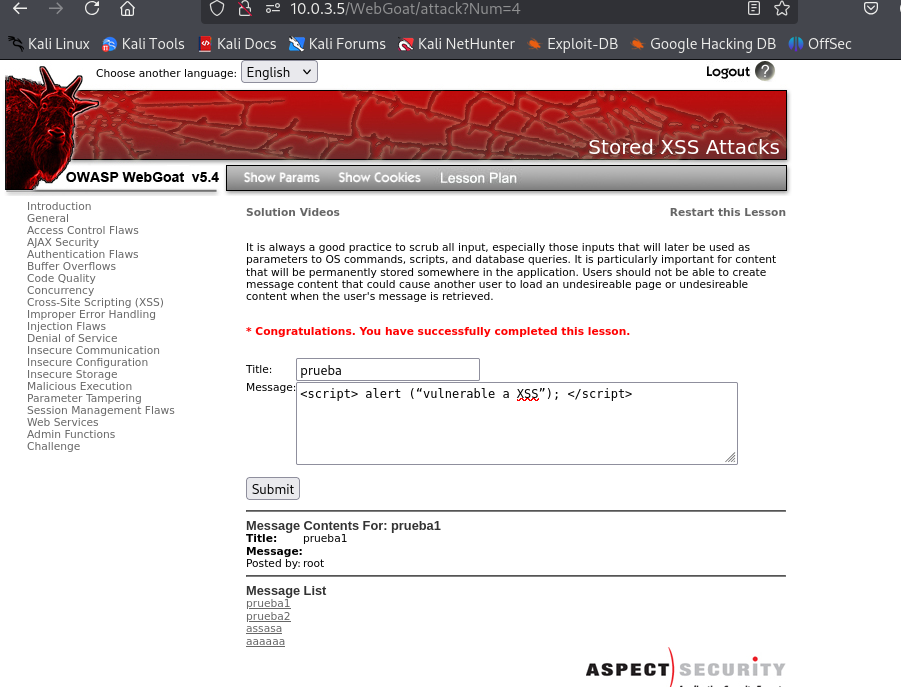 10.0.3.5/WebGoat/attack?Num=4
Kali Linux Kali Tools Kali Docs Kali Forums Kali NetHunter Exploit-DB Google Hacking DB OffSec
Choose another language: English Logout ?
Stored XSS Attacks
OWASP WebGoat v5.4 Show Params Show Cookies Lesson Plan
Introduction
General
Access Control Flaws
AJAX Security
Authentication Flaws
Buffer Overflows
Code Quality
Concurrency
Cross-Site Scripting (XSS)
Improper Error Handling
Injection Flaws
Denial of Service
Insecure Communication
Insecure Configuration
Insecure Storage
Malicious Execution
Parameter Tampering
Session Management Flaws
Web Services
Admin Functions
Challenge
Solution Videos Restart this Lesson
It is always a good practice to scrub all input, especially those inputs that will later be used as
parameters to OS commands, scripts, and database queries. It is particularly important for content
that will be permanently stored somewhere in the application. Users should not be able to create
message content that could cause another user to load an undesireable page or undesireable
content when the user's message is retrieved.
* Congratulations. You have successfully completed this lesson.
Title: prueba
Message: <script> alert (“vulnerable a XSS”); </script>
Submit
Message Contents For: prueba1
Title: prueba1
Message:
Posted by: root
Message List
prueba1
prueba2
assasa
aaaaaa
ASPECT SECURITY